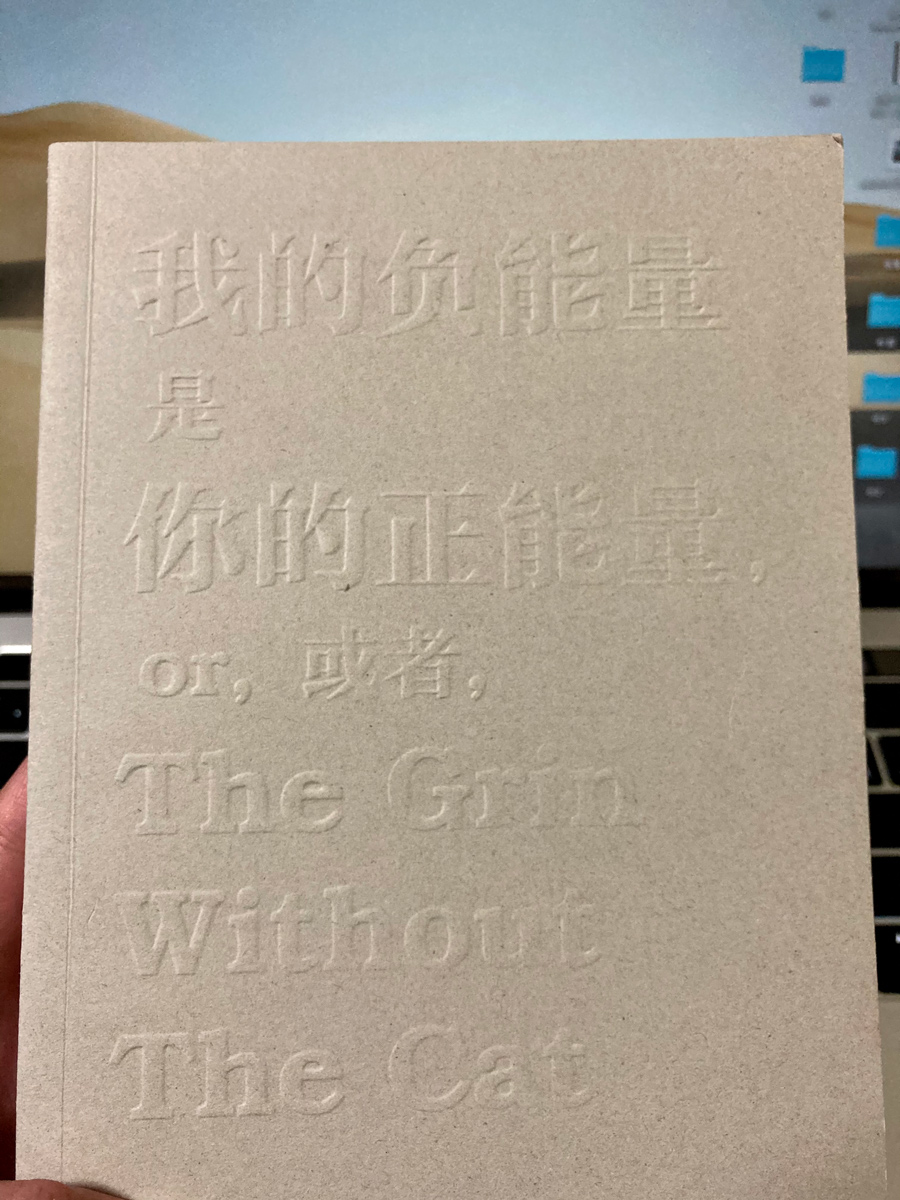 我的负能量
是
你的正能量,
or, 或者,
The Grin
Without
The Cat